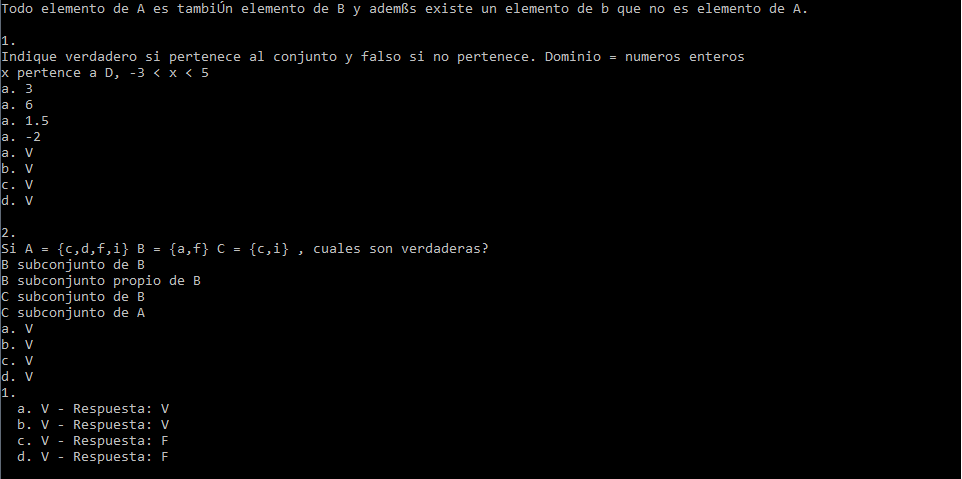 Todo elemento de A es tambiÚn elemento de B y ademßs existe un elemento de b que no es elemento de A.
1.
Indique verdadero si pertenece al conjunto y falso si no pertenece. Dominio = numeros enteros
x pertence a D, -3 < x < 5
a. 3
a. 6
a. 1.5
a. -2
a. V
b. V
c. V
d. V
2.
Si A = {c,d,f,i} B = {a,f} C = {c,i} , cuales son verdaderas?
B subconjunto de B
B subconjunto propio de B
C subconjunto de B
C subconjunto de A
a. V
b. V
c. V
d. V
1.
a. V - Respuesta: V
b. V - Respuesta: V
c. V - Respuesta: F
d. V - Respuesta: F